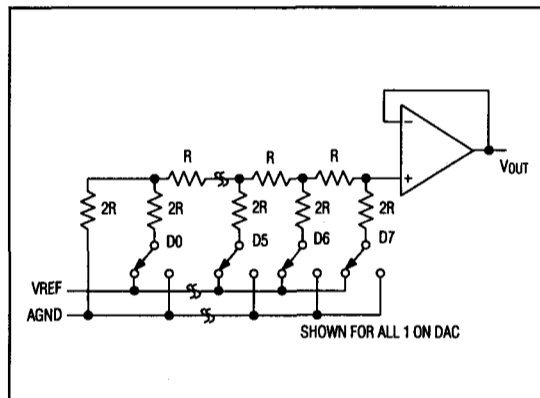 R
R
R
VOUT
2R
2R
2R
2R
2R
D0
D5
D6
D7
VREF
AGND
SHOWN FOR ALL 1 ON DAC
−
+